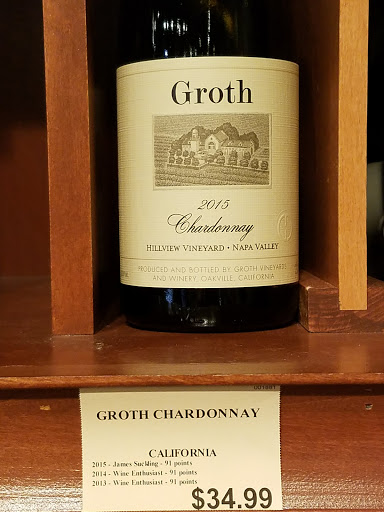 Groth
2015
Chardonnay
HILLVIEW VINEYARD • NAPA VALLEY
PRODUCED AND BOTTLED BY GROTH VINEYARDS
AND WINERY, OAKVILLE, CALIFORNIA
GROTH CHARDONNAY
CALIFORNIA
2015 - James Suckling - 91 points
2014 - Wine Enthusiast - 91 points
2013 - Wine Enthusiast - 91 points
$34.99